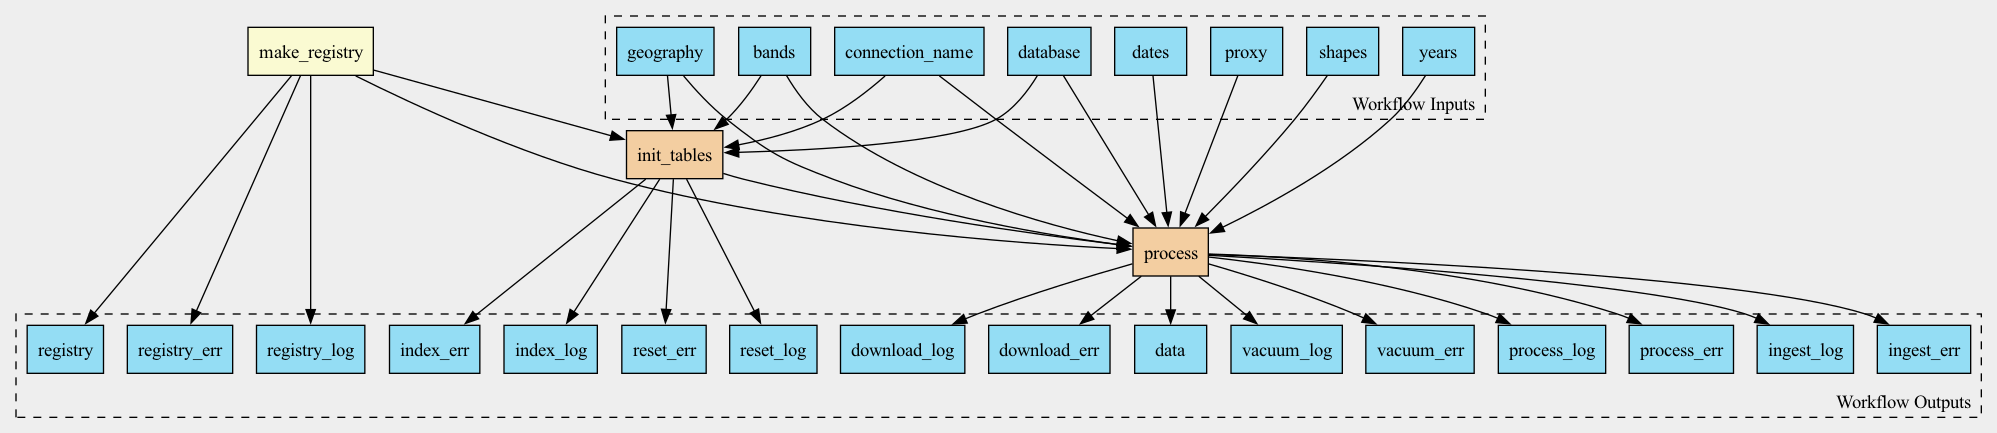 make_registry
geography
bands
connection_name
database
dates
proxy
shapes
years
Workflow Inputs
init_tables
process
registry
registry_err
registry_log
index_err
index_log
reset_err
reset_log
download_log
download_err
data
vacuum_log
vacuum_err
process_log
process_err
ingest_log
ingest_err
Workflow Outputs